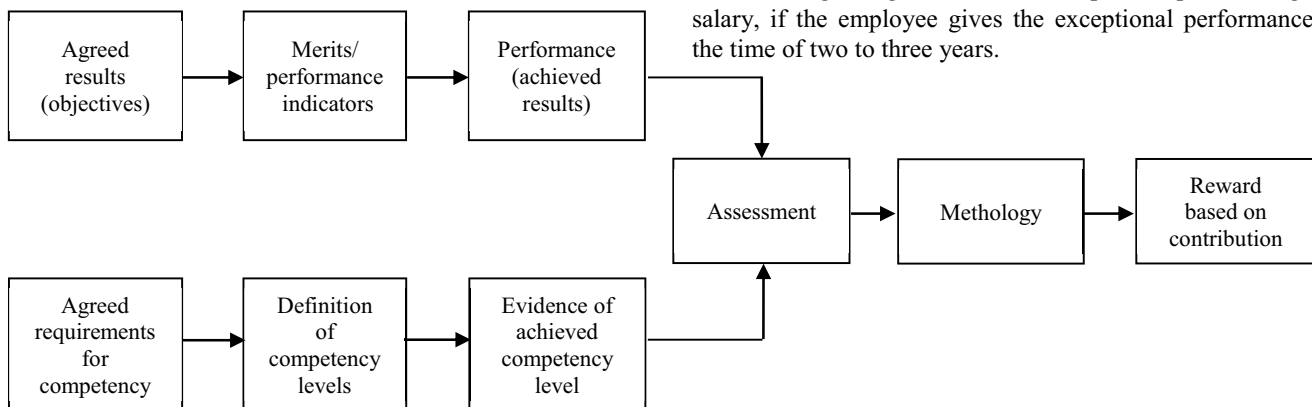 salary, if the employee gives the exceptional performance
the time of two to three years.
Agreed
results
(objectives)
Merits/
performance
indicators
Performance
(achieved
results)
Assessment
Methology
Reward
based on
contribution
Agreed
requirements
for
competency
Definition
of
competency
levels
Evidence of
achieved
competency
level